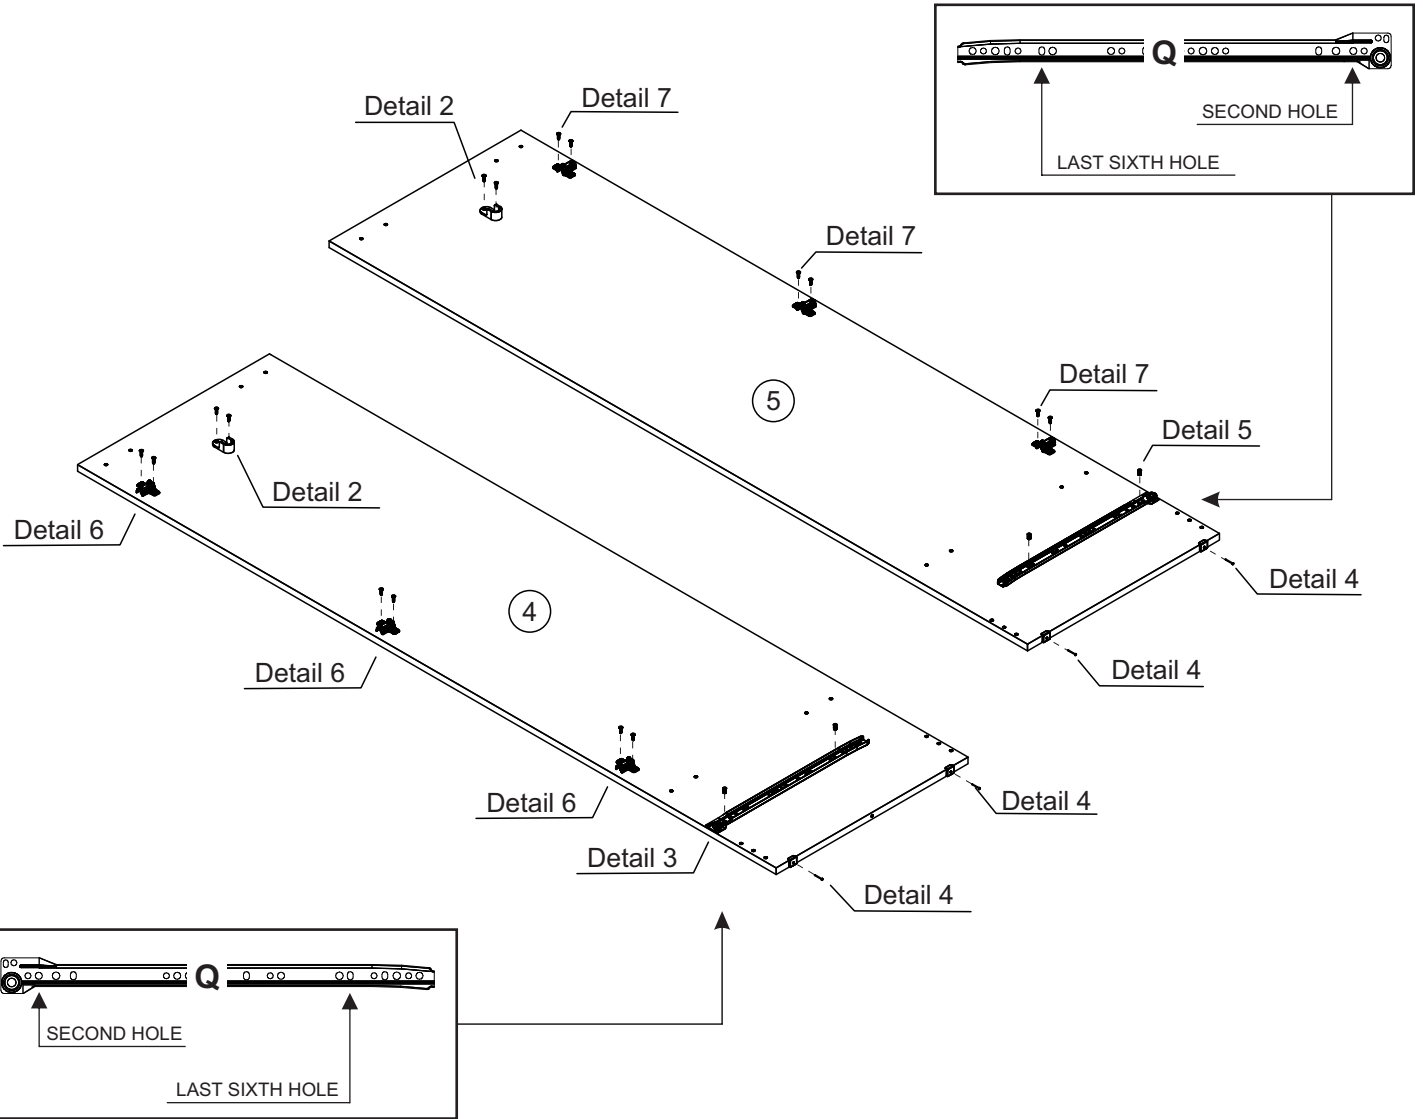 Q
SECOND HOLE
LAST SIXTH HOLE
Detail 2
Detail 7
Detail 7
Detail 7
5
Detail 5
Detail 2
Detail 6
Detail 4
4
Detail 4
Detail 6
Detail 6
Detail 4
Detail 3
Detail 4
Q
SECOND HOLE
LAST SIXTH HOLE